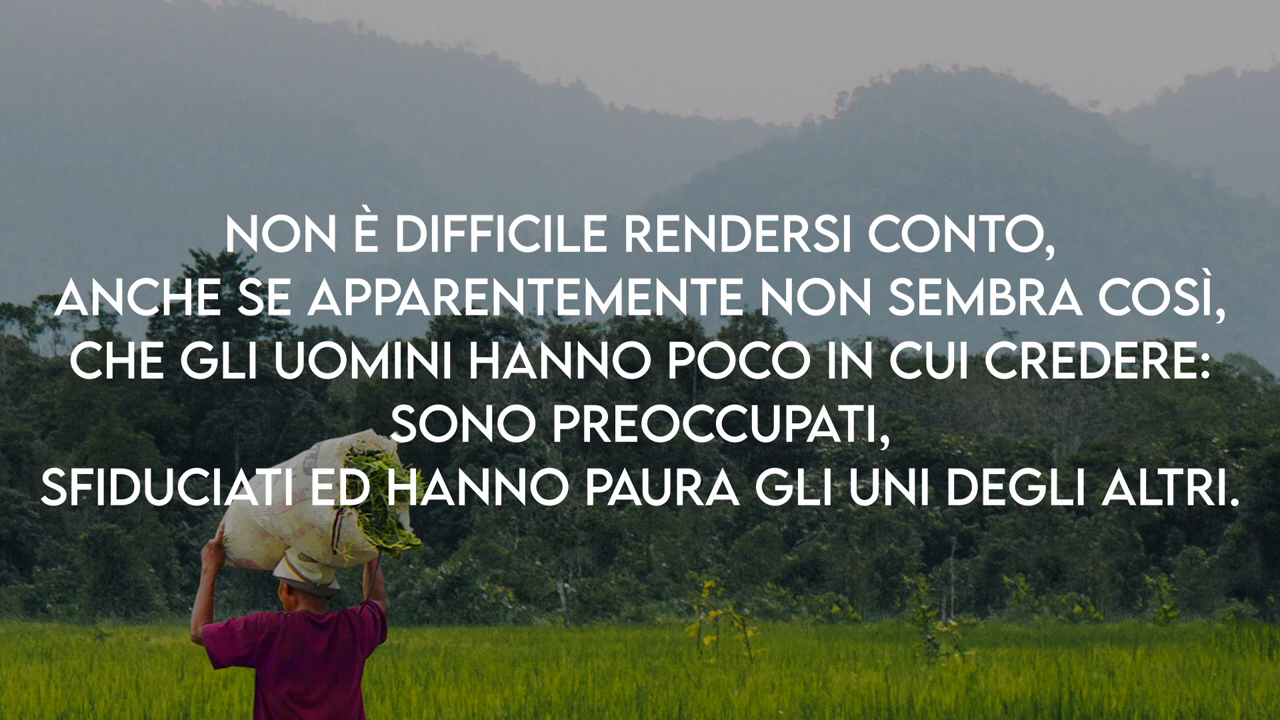 NON È DIFFICILE RENDERSI CONTO,
ANCHE SE APPARENTEMENTE NON SEMBRA COSÌ,
CHE GLI UOMINI HANNO POCO IN CUI CREDERE:
SONO PREOCCUPATI,
SFIDUCIATI ED HANNO PAURA GLI UNI DEGLI ALTRI.